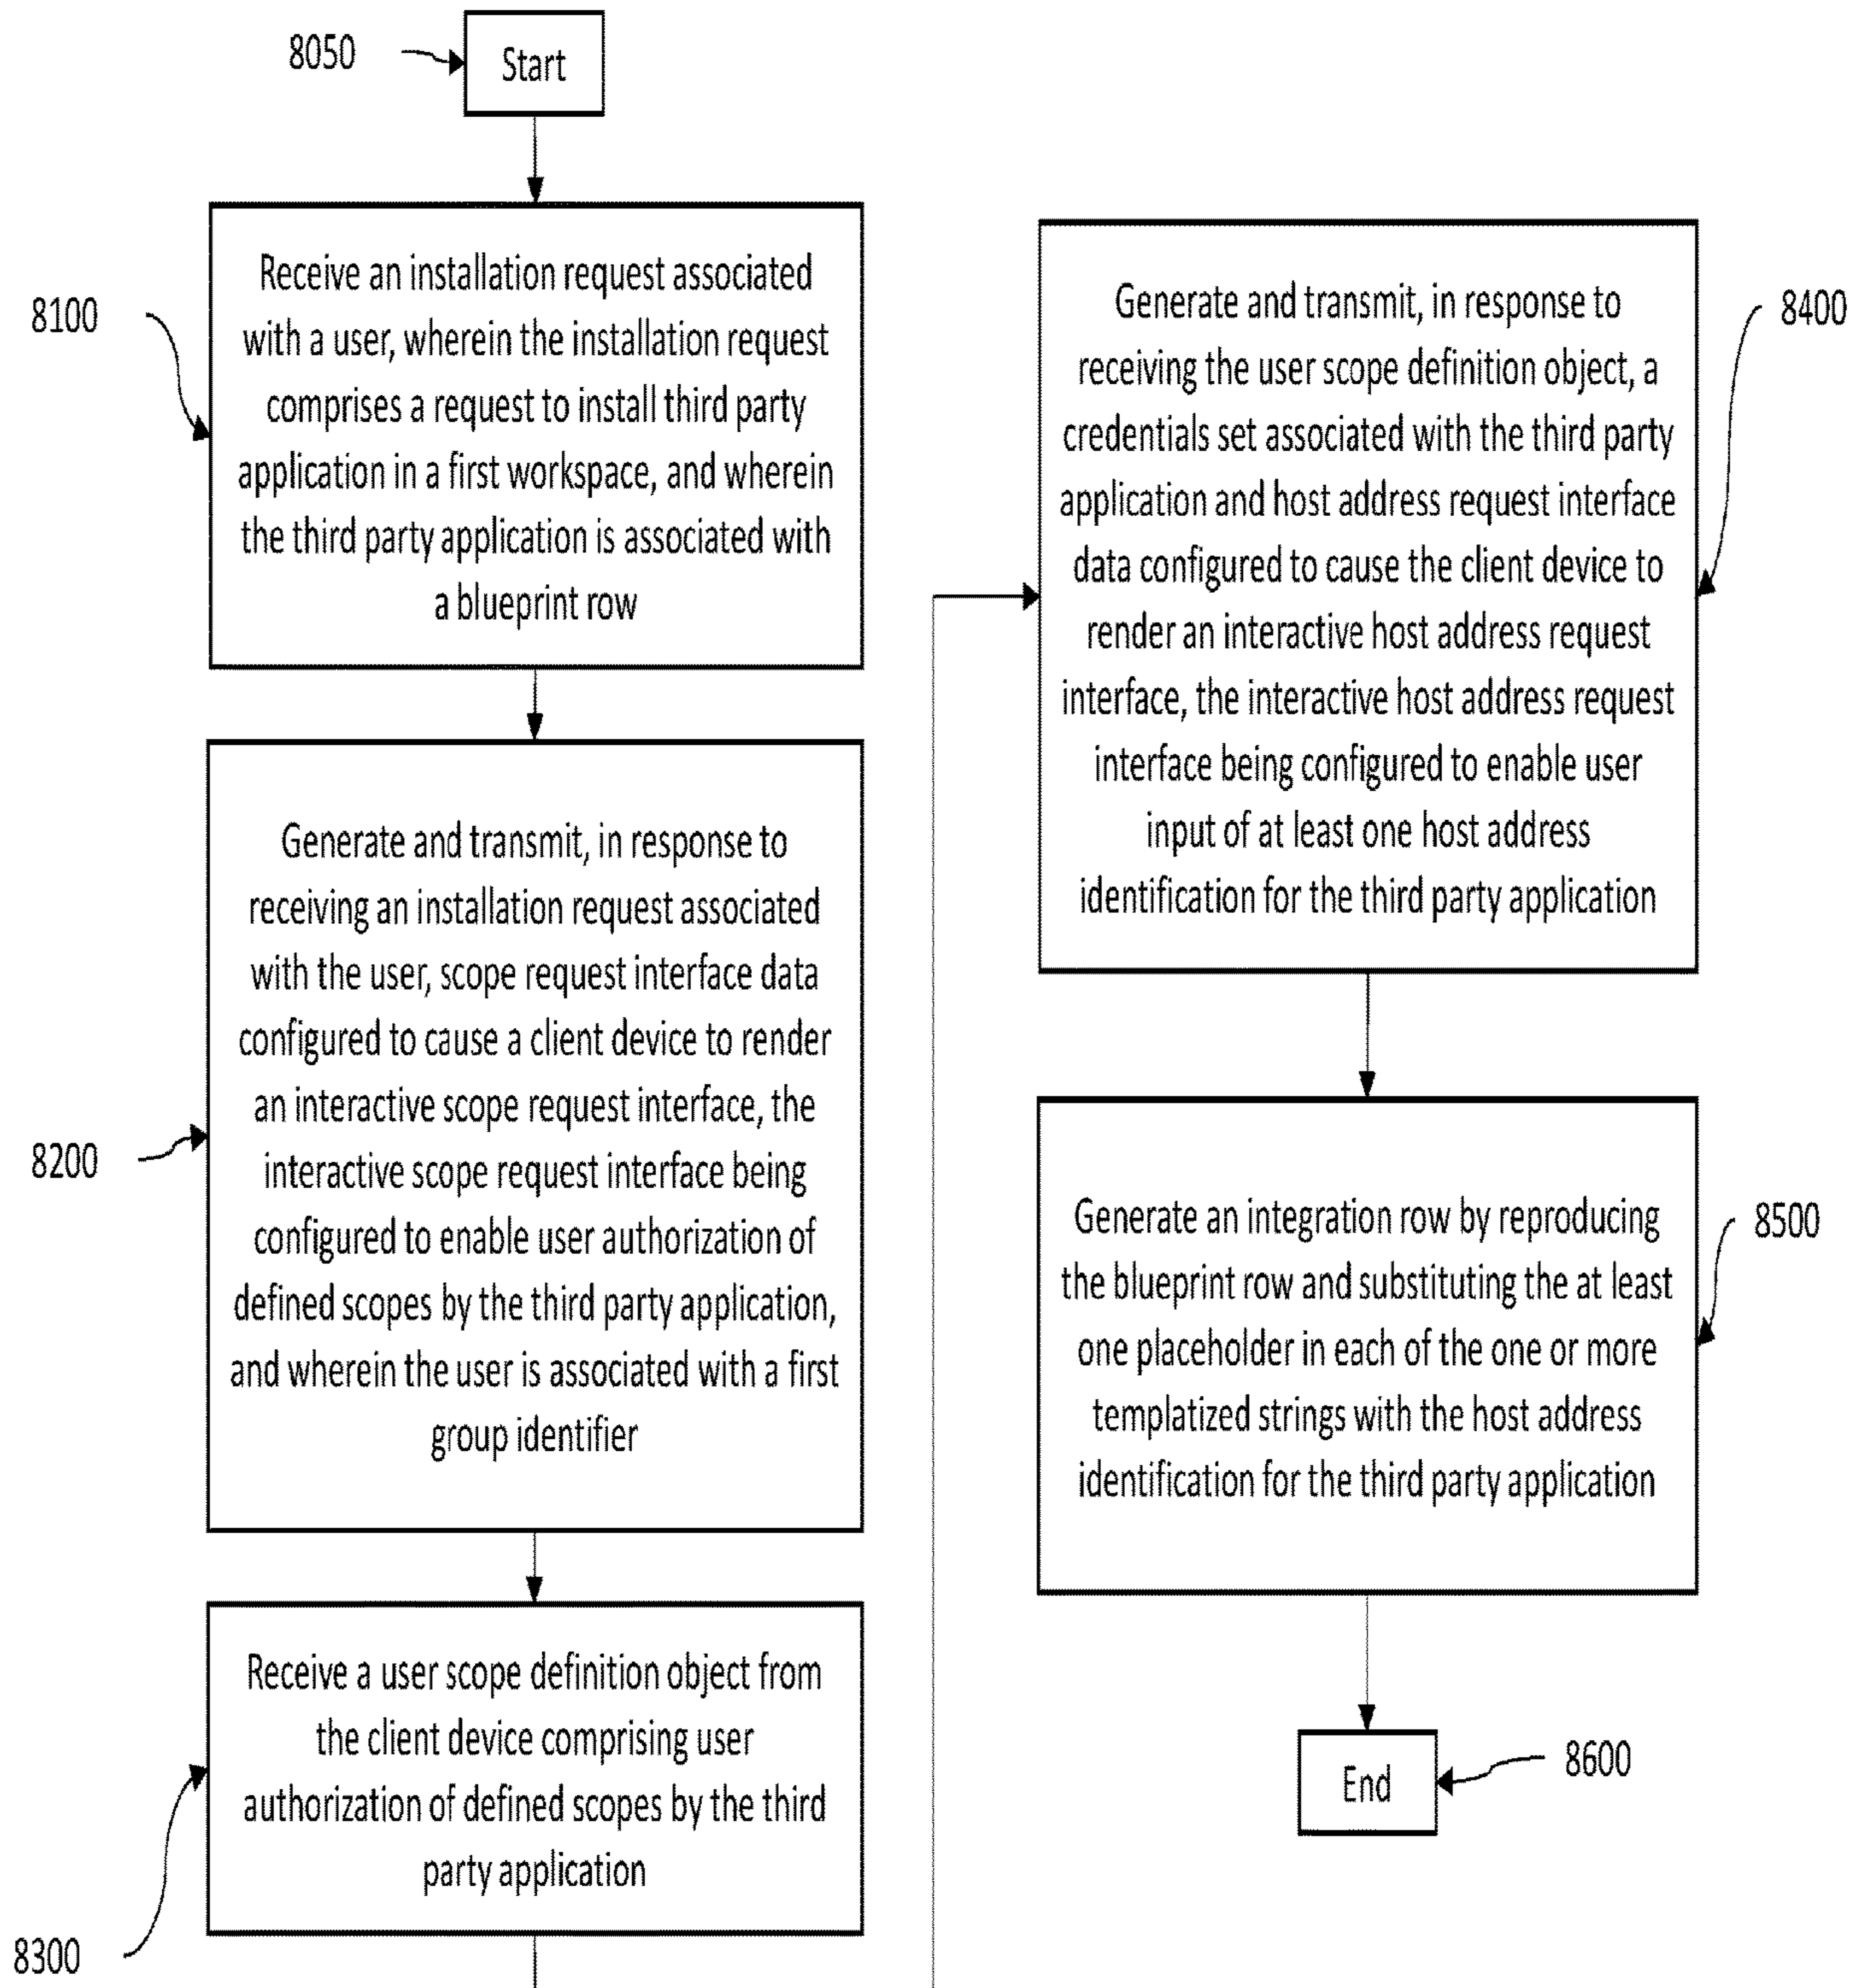 8050
Start
8100
Receive an installation request associated
with a user, wherein the installation request
comprises a request to install third party
application in a first workspace, and wherein
the third party application is associated with
a blueprint row
8200
Generate and transmit, in response to
receiving an installation request associated
with the user, scope request interface data
configured to cause a client device to render
an interactive scope request interface, the
interactive scope request interface being
configured to enable user authorization of
defined scopes by the third party application,
and wherein the user is associated with a first
group identifier
8300
Receive a user scope definition object from
the client device comprising user
authorization of defined scopes by the third
party application
8400
Generate and transmit, in response to
receiving the user scope definition object, a
credentials set associated with the third party
application and host address request interface
data configured to cause the client device to
render an interactive host address request
interface, the interactive host address request
interface being configured to enable user
input of at least one host address
identification for the third party application
8500
Generate an integration row by reproducing
the blueprint row and substituting the at least
one placeholder in each of the one or more
templatized strings with the host address
identification for the third party application
8600
End